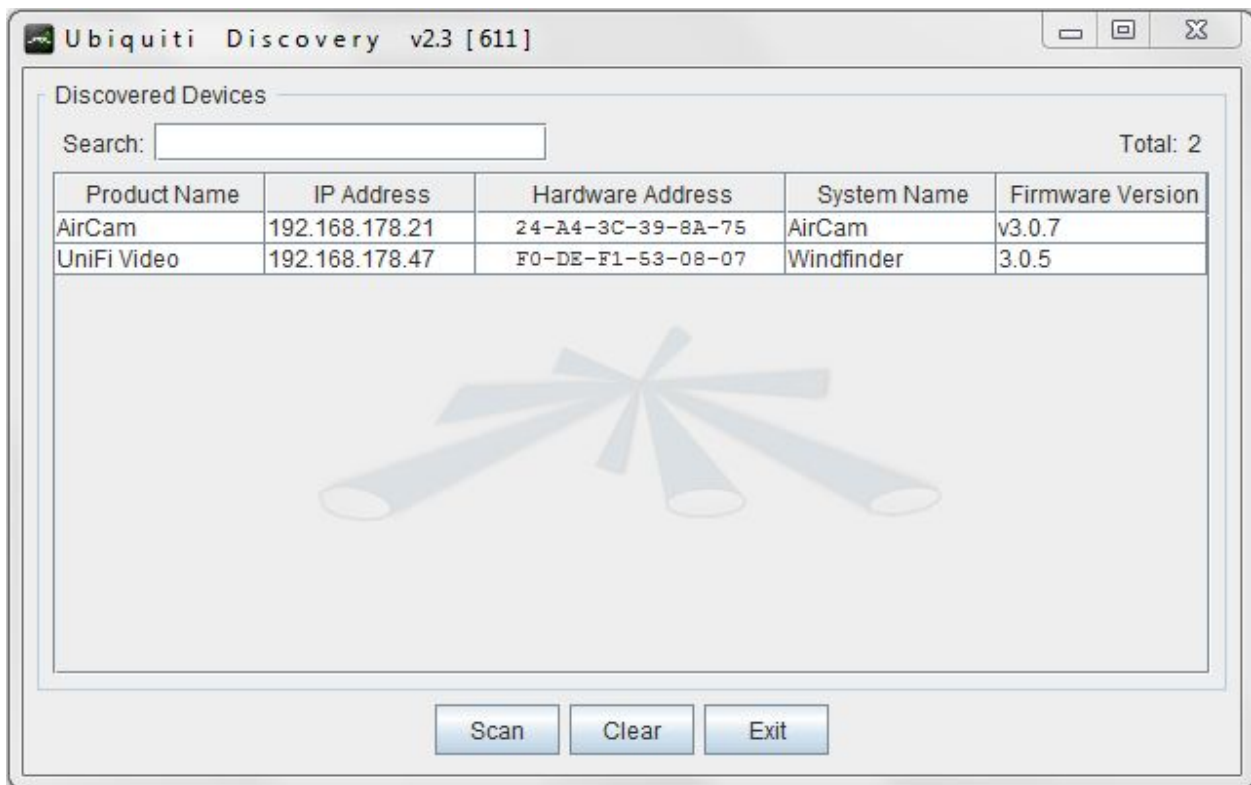 Ubiquiti Discovery v2.3 [611]
Discovered Devices
Search: Total: 2
Product Name IP Address Hardware Address System Name Firmware Version
AirCam 192.168.178.21 24-A4-3C-39-8A-75 AirCam v3.0.7
UniFi Video 192.168.178.47 F0-DE-F1-53-08-07 Windfinder 3.0.5
Scan Clear Exit